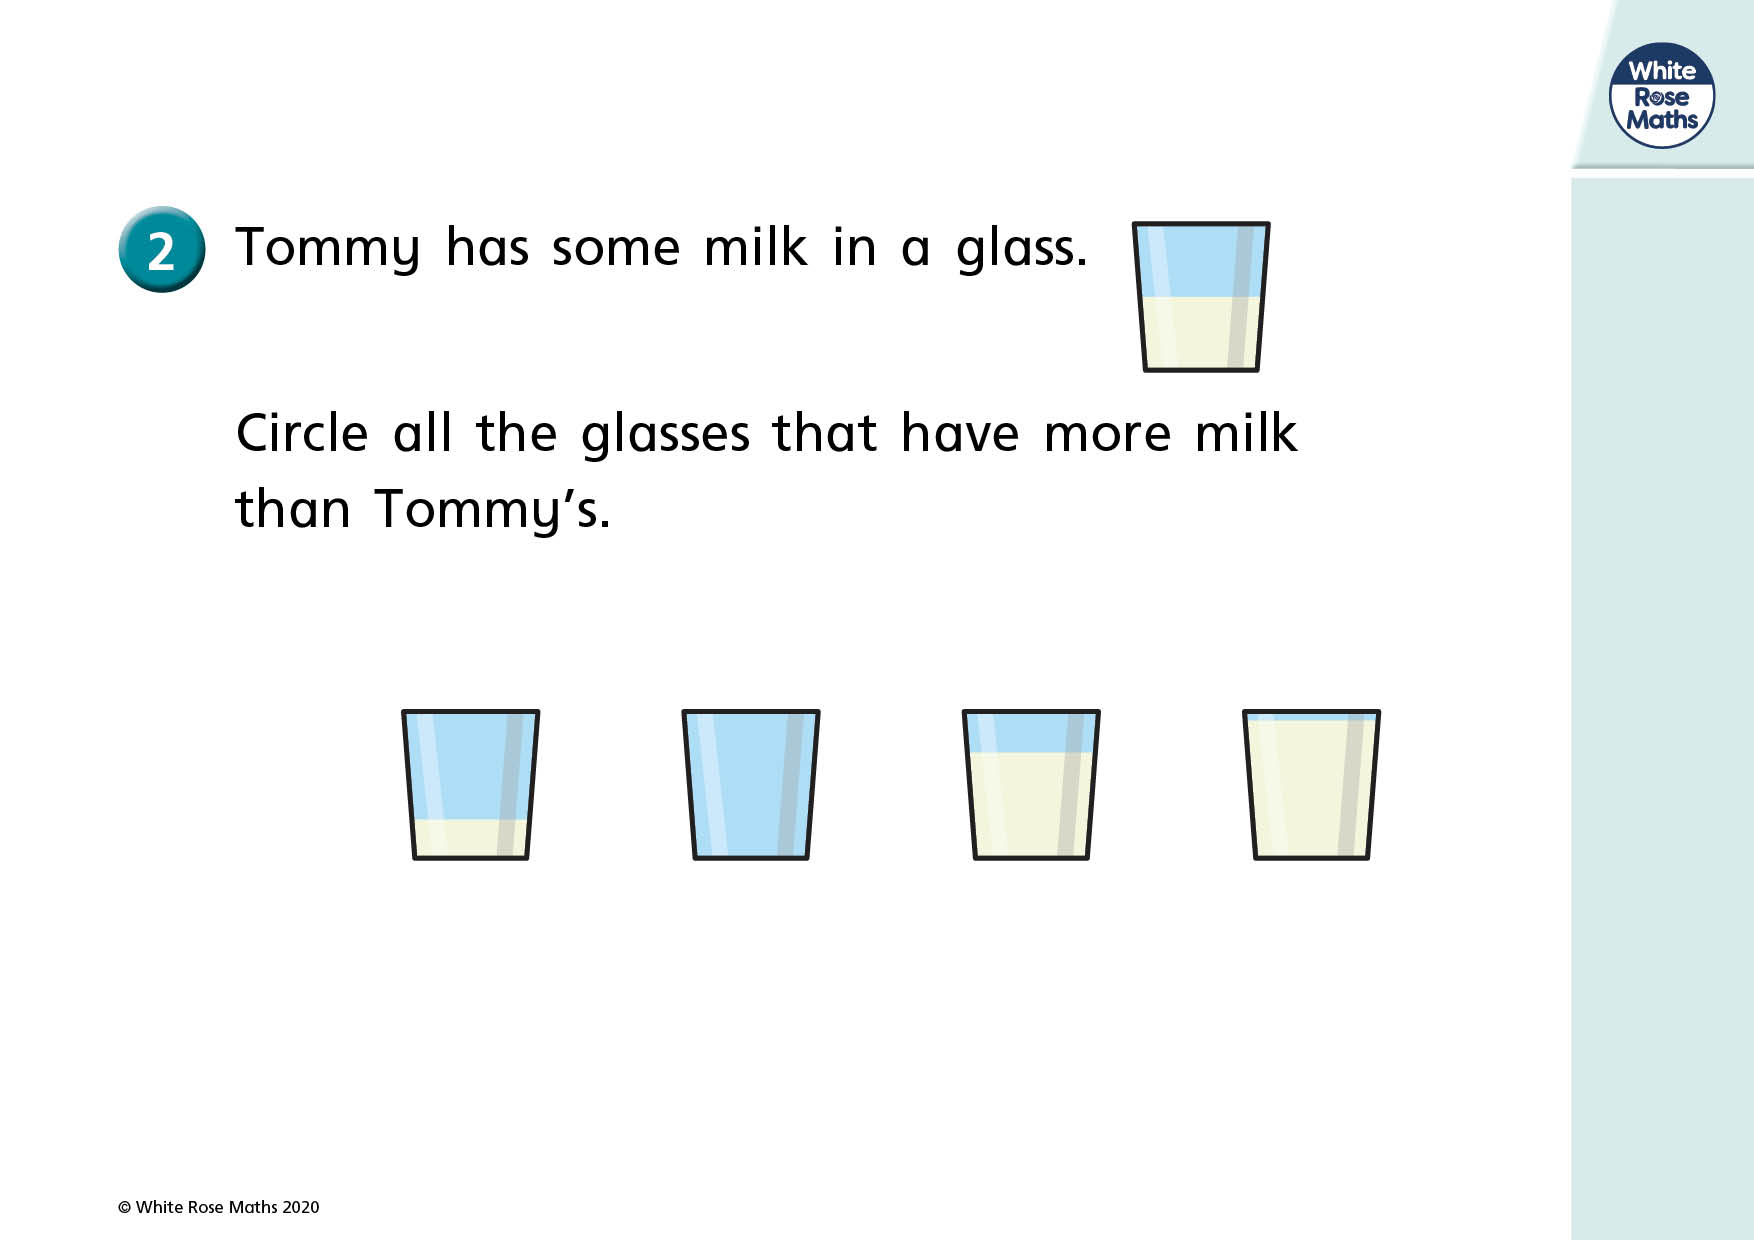 White
Rose
Maths
2 Tommy has some milk in a glass.
Circle all the glasses that have more milk
than Tommy’s.
© White Rose Maths 2020